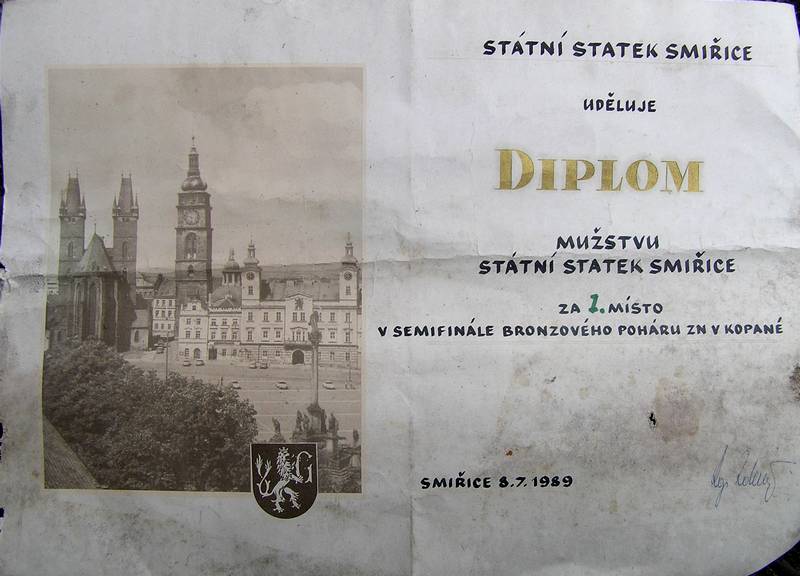 STÁTNÍ STATEK SMIŘICE
UDĚLUJE
DIPLOM
MUŽSTVU
STÁTNÍ STATEK SMIŘICE
ZA 1. MÍSTO
V SEMIFINÁLE BRONZOVÉHO POHÁRU ZN V KOPANÉ
G
SMIŘICE 8.7.1989